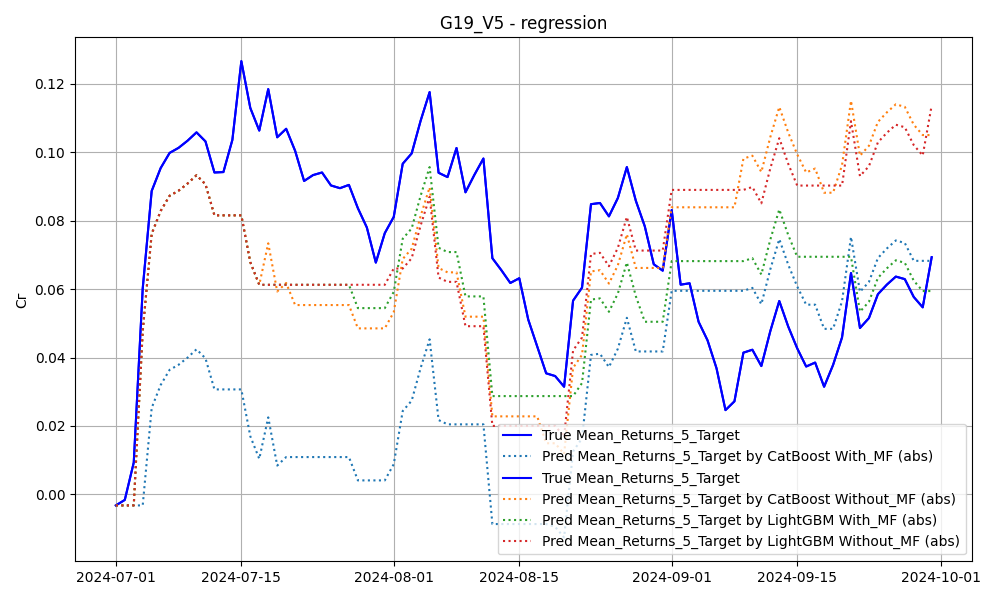 G19_V5 - regression
Cr
0.12
0.10
0.08
0.06
0.04
0.02
0.00
True Mean_Returns_5_Target
Pred Mean_Returns_5_Target by CatBoost With_MF (abs)
True Mean_Returns_5_Target
Pred Mean_Returns_5_Target by CatBoost Without_MF (abs)
Pred Mean_Returns_5_Target by LightGBM With_MF (abs)
Pred Mean_Returns_5_Target by LightGBM Without_MF (abs)
2024-07-01 2024-07-15 2024-08-01 2024-08-15 2024-09-01 2024-09-15 2024-10-01